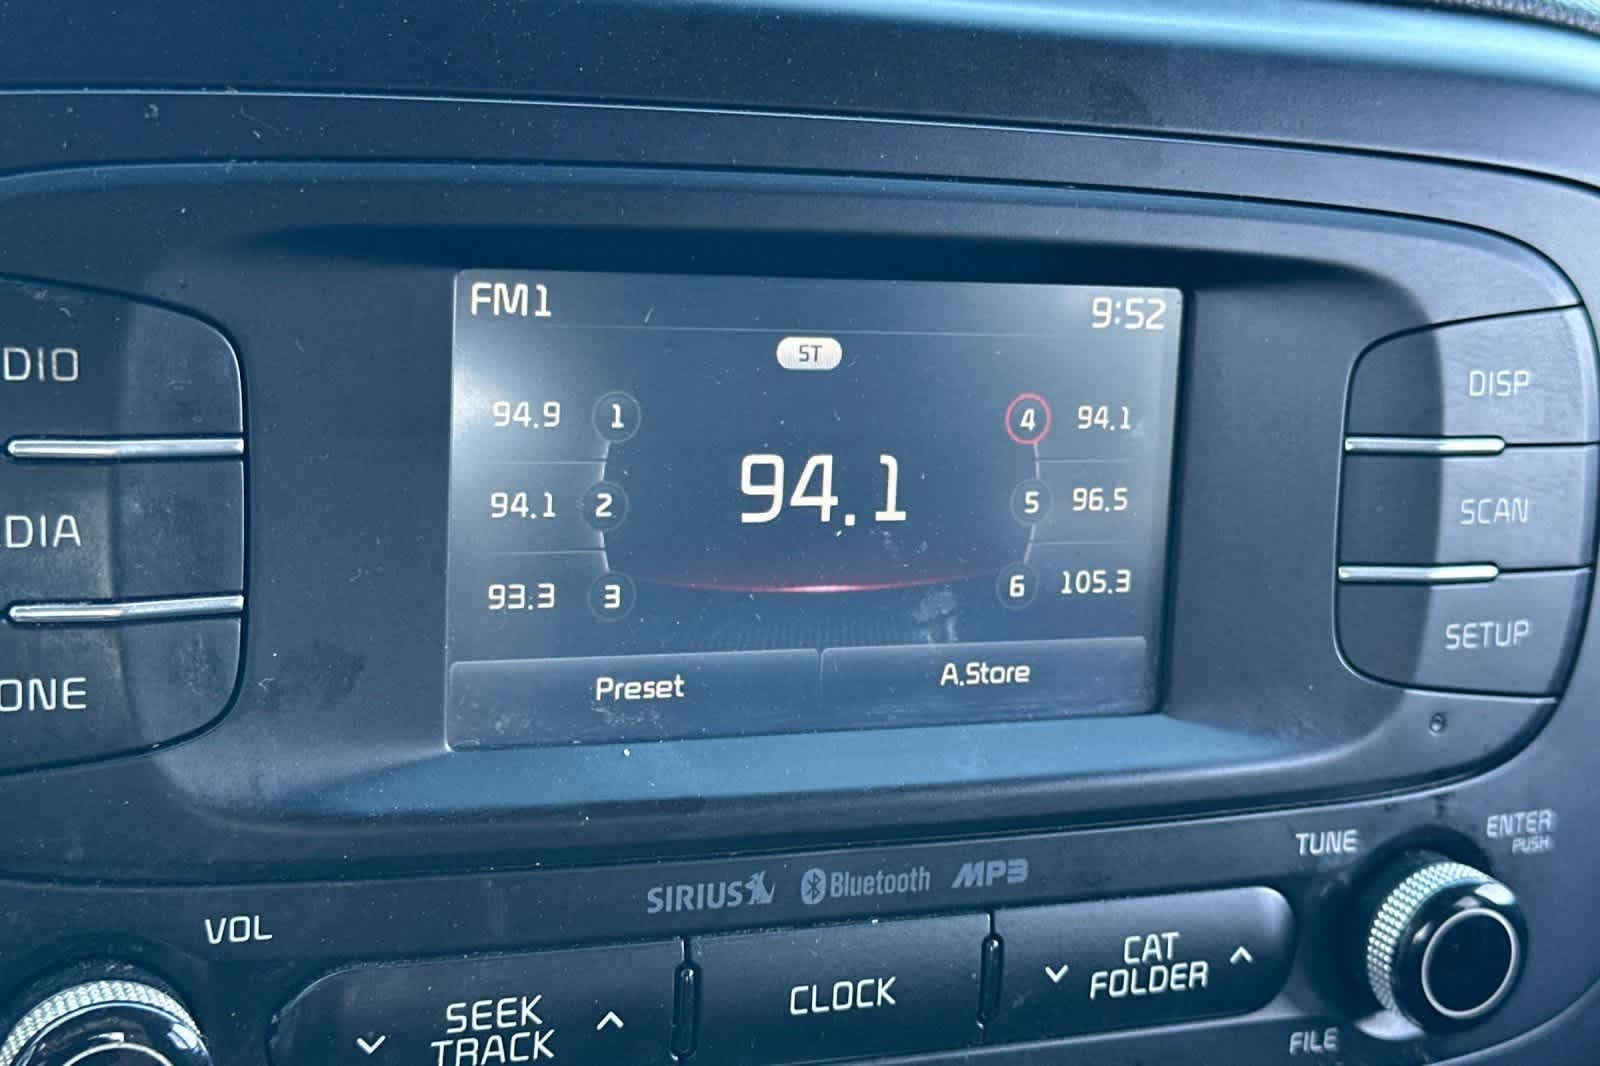 FM1
9:52
ST
94.9 1
94.1 2
93.3 3
94.1
4 94.1
5 96.5
6 105.3
Preset
A.Store
DIO
DIA
ONE
DISP
SCAN
SETUP
SIRIUS
Bluetooth
MP3
VOL
SEEK
TRACK
CLOCK
CAT
FOLDER
TUNE
ENTER
PUSH
FILE